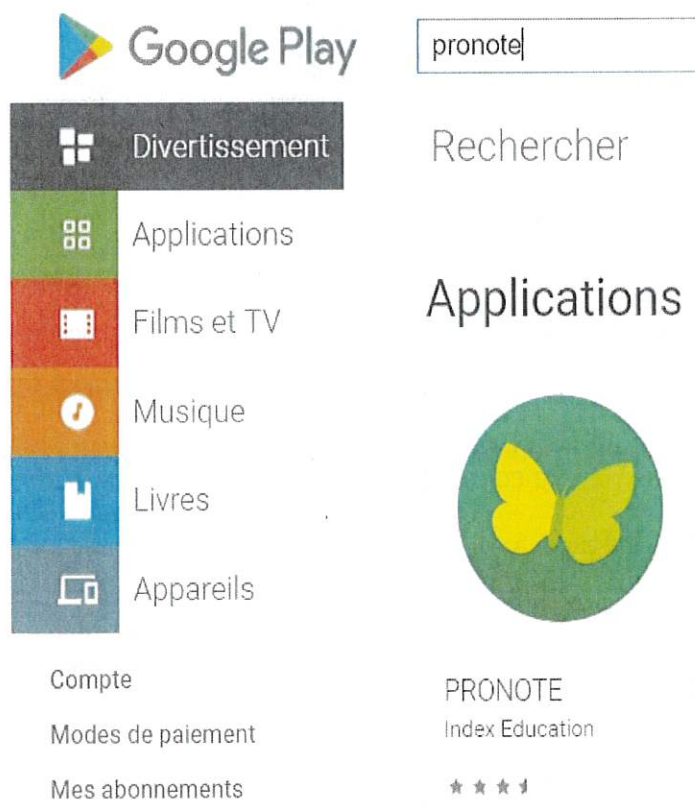 Google Play
pronote
Divertissement
Applications
Films et TV
Musique
Livres
Appareils
Compte
Modes de paiement
Mes abonnements
Rechercher
Applications
PRONOTE
Index Education